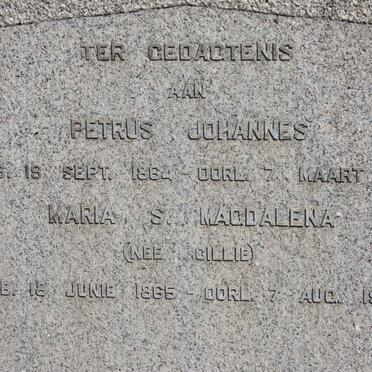 TER GEDAGTENIS
AAN
PETRUS JOHANNES
19 SEPT. 1864 - OORL. 7 MAART
MARIA S. MAGDALENA
(NEE GILLIE)
18 JUNIE 1865 - OORL. 7 AUG.